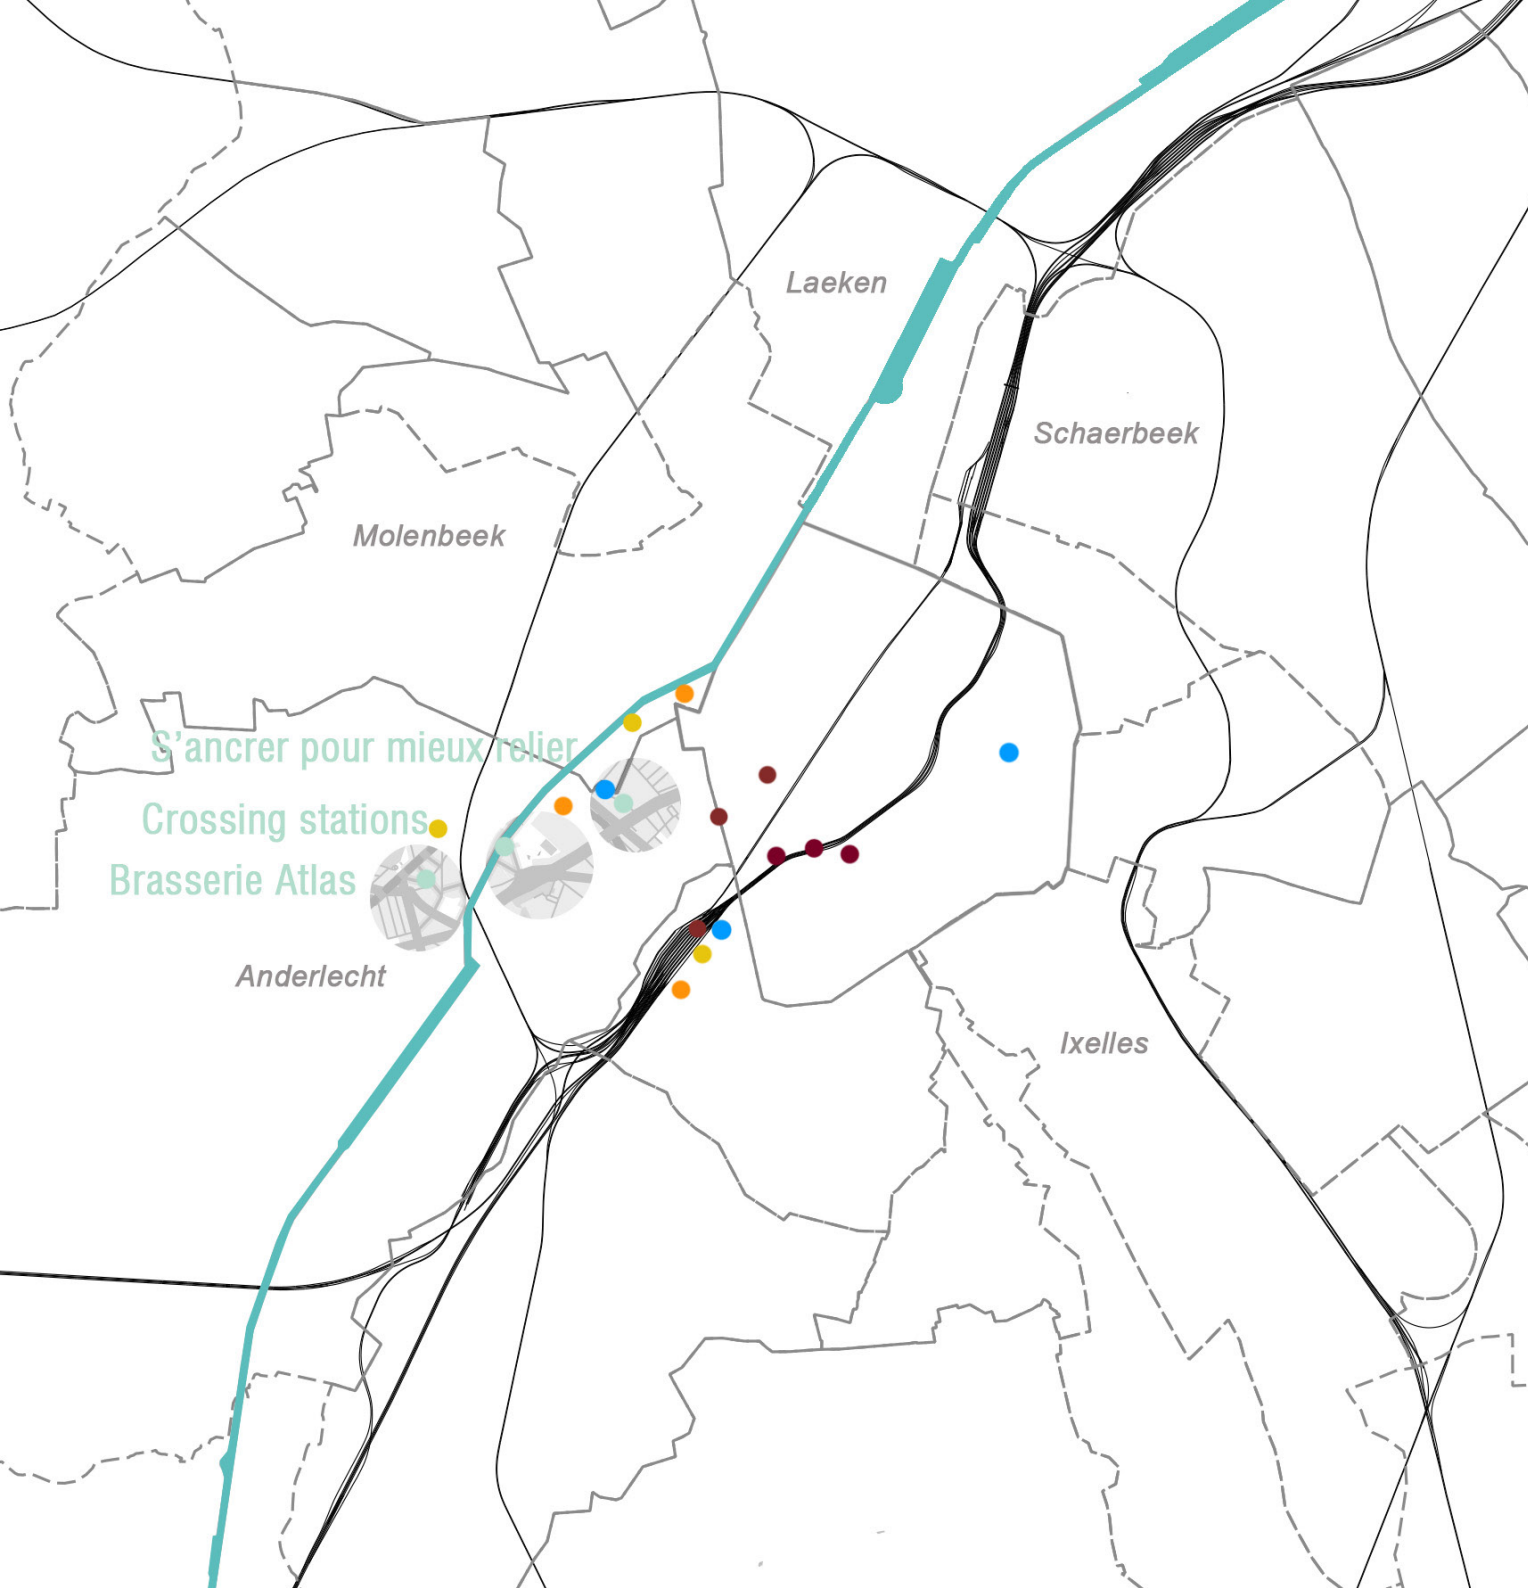 Laeken
Schaerbeek
Molenbeek
S’ancrer pour mieux relier
Crossing stations
Brasserie Atlas
Anderlecht
Ixelles